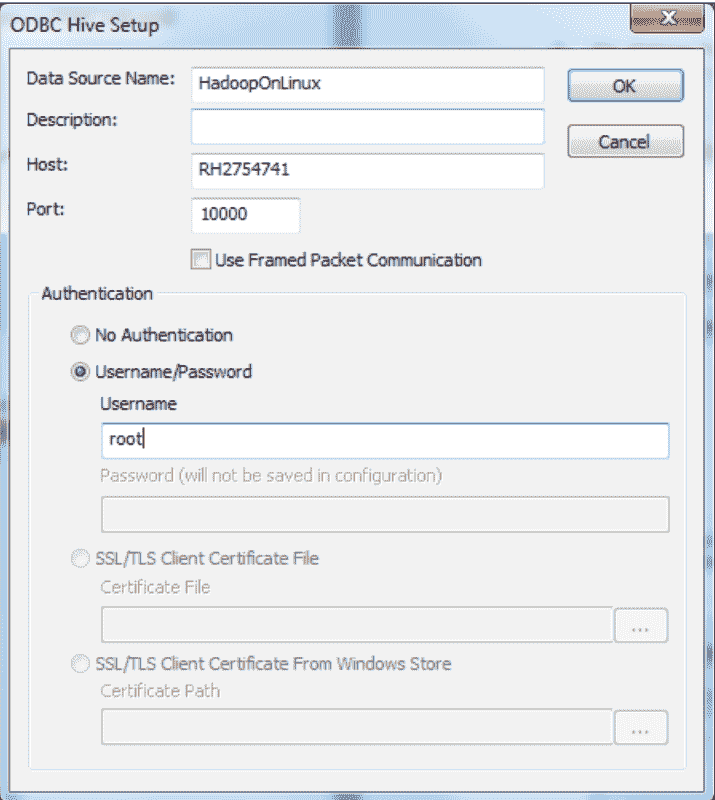 ODBC Hive Setup
Data Source Name: HadoopOnLinux OK
Description: Cancel
Host: RH2754741
Port: 10000
Use Framed Packet Communication
Authentication
No Authentication
Username/Password
Username
root
Password (will not be saved in configuration)
SSL/TLS Client Certificate File
Certificate File
...
SSL/TLS Client Certificate From Windows Store
Certificate Path
...